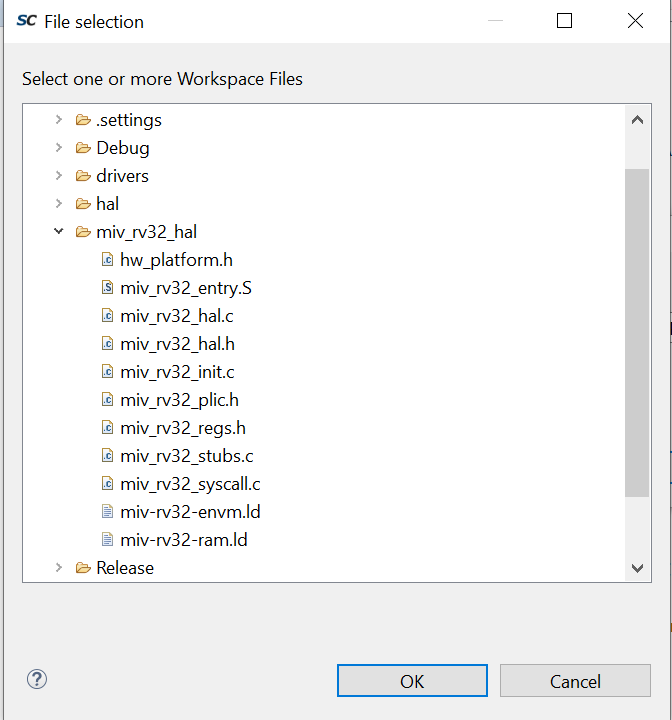 SC File selection
Select one or more Workspace Files
.settings
Debug
drivers
hal
miv_rv32_hal
hw_platform.h
miv_rv32_entry.S
miv_rv32_hal.c
miv_rv32_hal.h
miv_rv32_init.c
miv_rv32_plic.h
miv_rv32_regs.h
miv_rv32_stubs.c
miv_rv32_syscall.c
miv-rv32-envm.ld
miv-rv32-ram.ld
Release
?
OK
Cancel